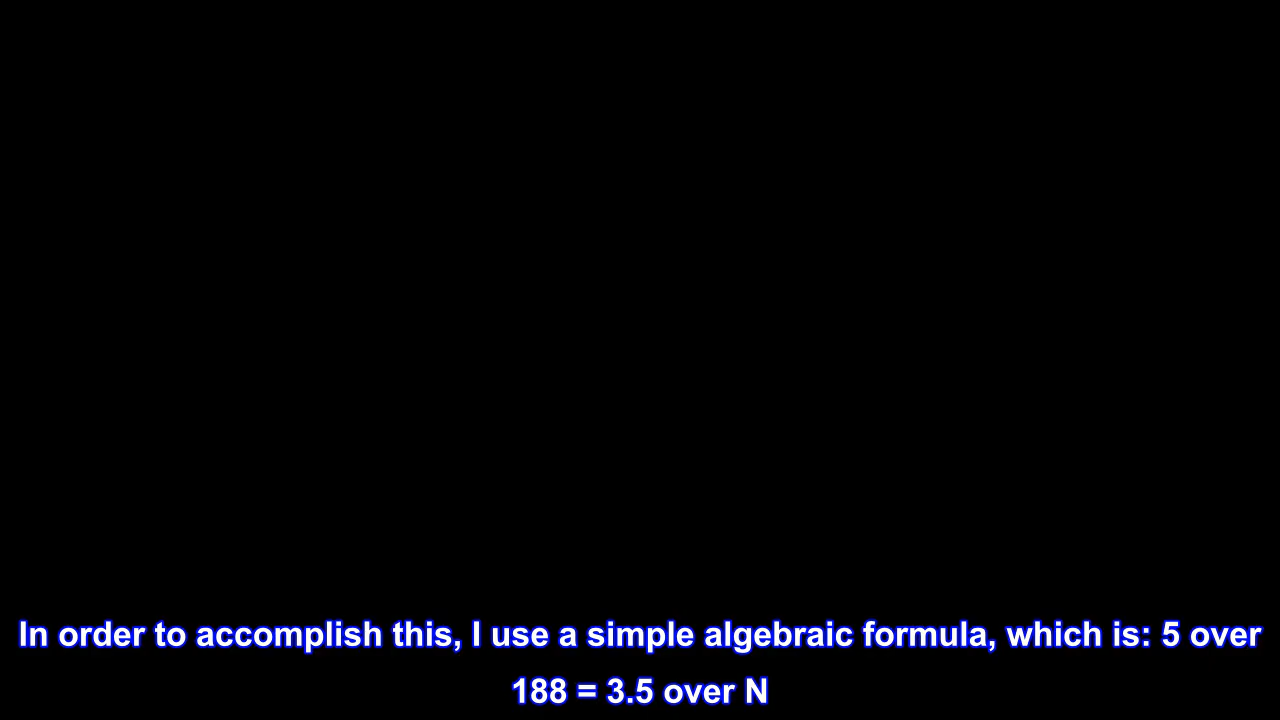 In order to accomplish this, I use a simple algebraic formula, which is: 5 over
188 = 3.5 over N